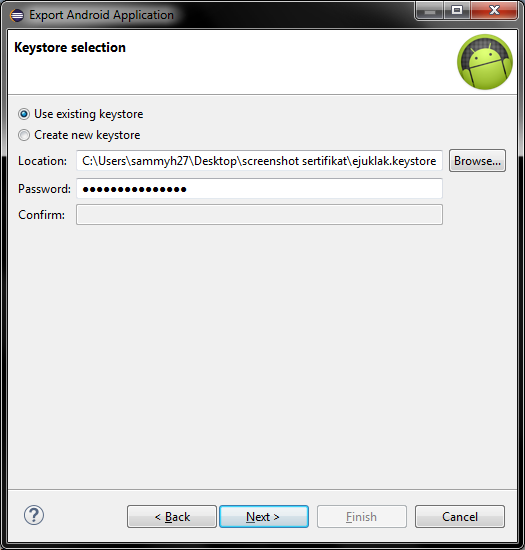 Export Android Application
Keystore selection
Use existing keystore
Create new keystore
Location: C:\Users\sammyh27\Desktop\screenshot sertifikat\ejuklak.keystore Browse...
Password: ●●●●●●●●●●●●●●●
Confirm:
? < Back Next > Finish Cancel